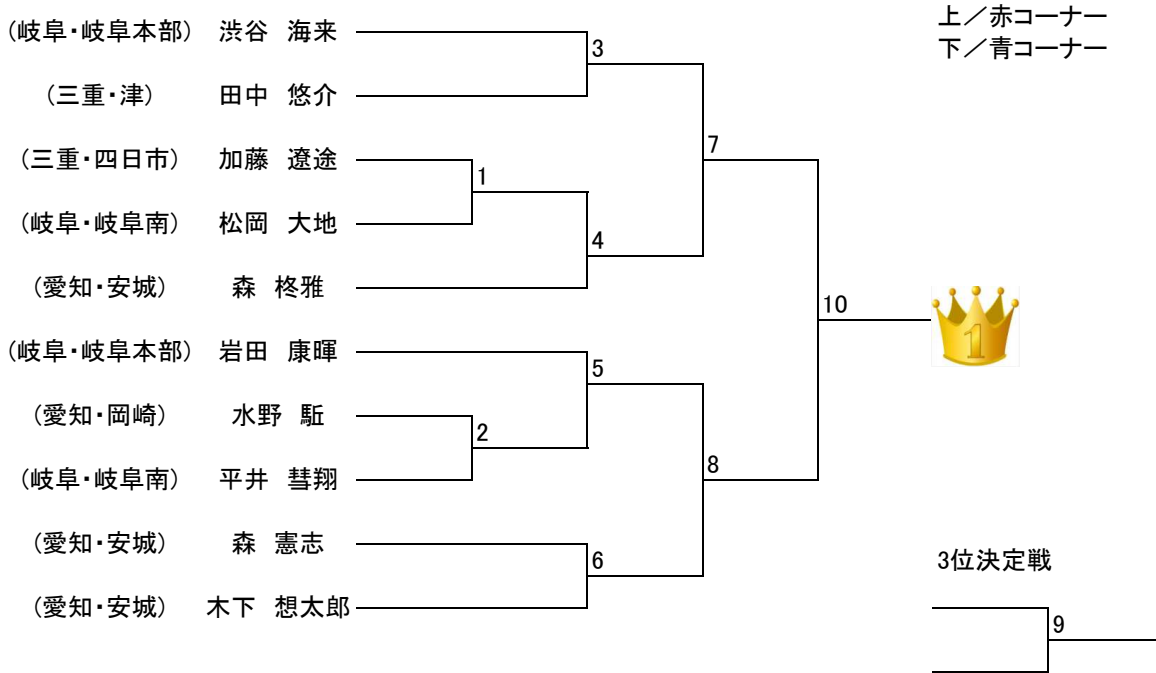 上／赤コーナー
下／青コーナー
(岐阜・岐阜本部) 渋谷 海来
3
(三重・津) 田中 悠介
7
(三重・四日市) 加藤 遼途
1
(岐阜・岐阜南) 松岡 大地
4
(愛知・安城) 森 柊雅
10
1
(岐阜・岐阜本部) 岩田 康暉
5
(愛知・岡崎) 水野 駈
2
8
(岐阜・岐阜南) 平井 彗翔
(愛知・安城) 森 憲志
6
3位決定戦
(愛知・安城) 木下 想太郎
9